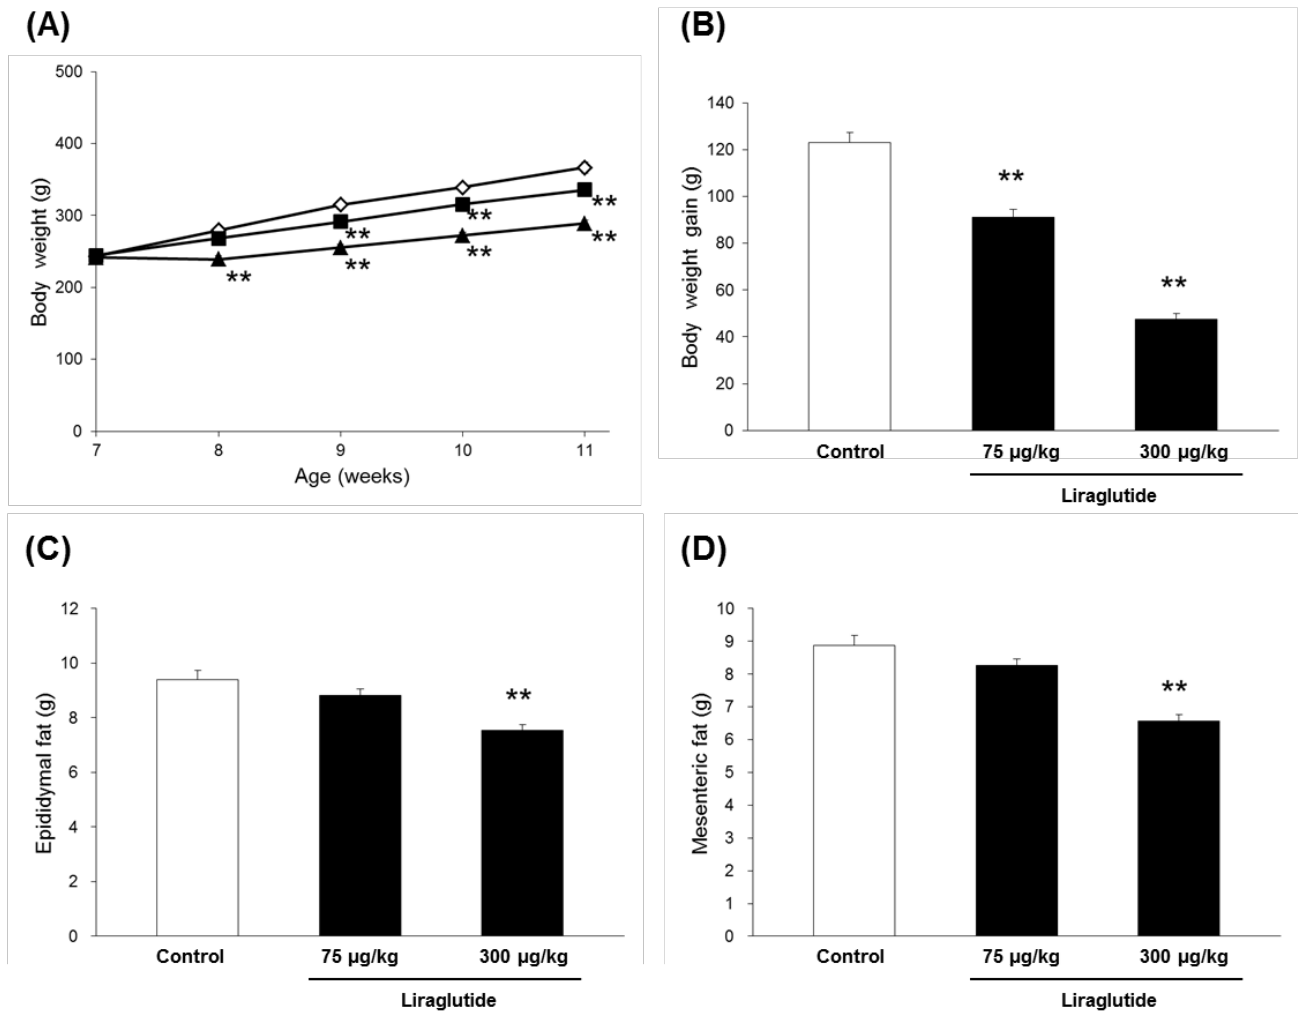 (A)
500
400
300
200
100
0
Body weight (g)
**
**
**
**
**
**
**
7 8 9 10 11
Age (weeks)
(B)
140
120
100
80
60
40
20
0
Body weight gain (g)
**
**
Control 75 µg/kg 300 µg/kg
Liraglutide
(C)
12
10
8
6
4
2
0
Epididymal fat (g)
**
Control 75 µg/kg 300 µg/kg
Liraglutide
(D)
10
9
8
7
6
5
4
3
2
1
0
Mesenteric fat (g)
**
Control 75 µg/kg 300 µg/kg
Liraglutide